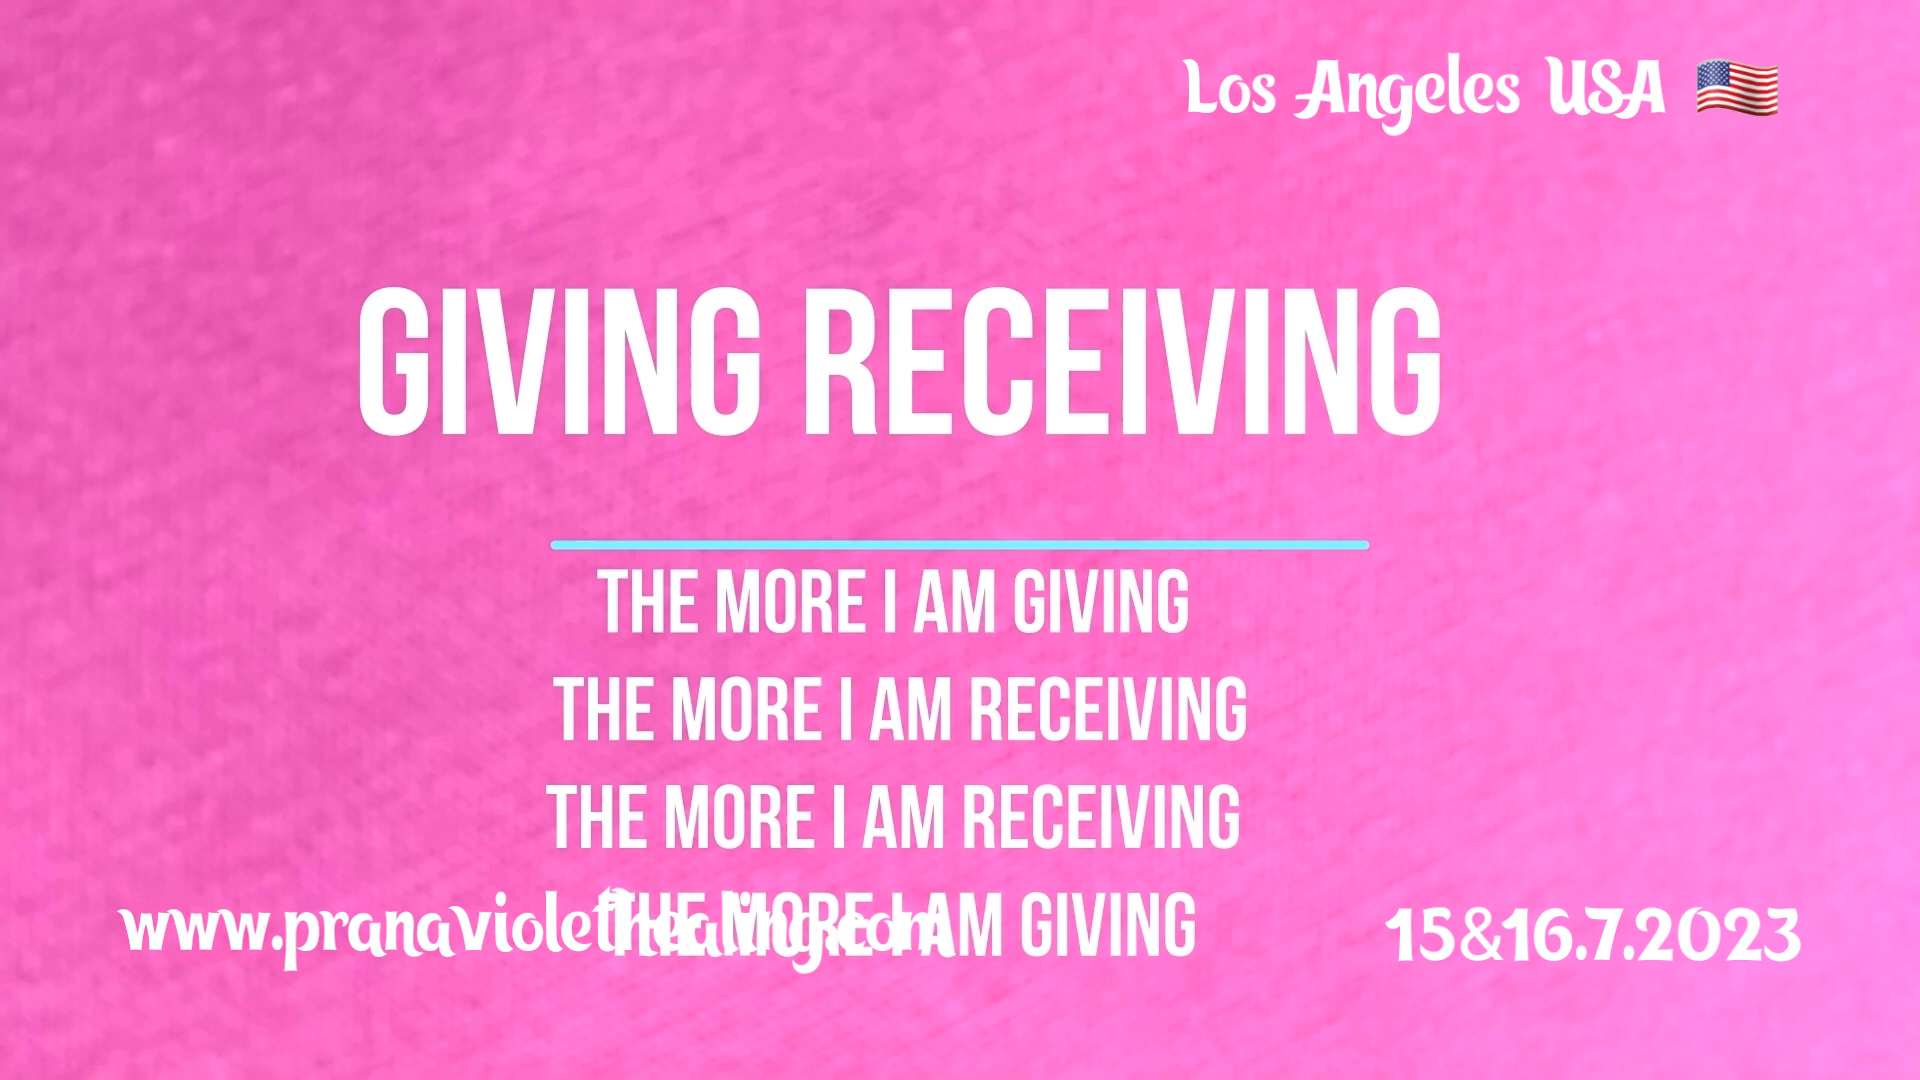 Los Angeles USA 🇺🇸
GIVING RECEIVING
THE MORE I AM GIVING
THE MORE I AM RECEIVING
THE MORE I AM RECEIVING
THE MORE I AM GIVING
www.pranaviolethealing.com
15&16.7.2023